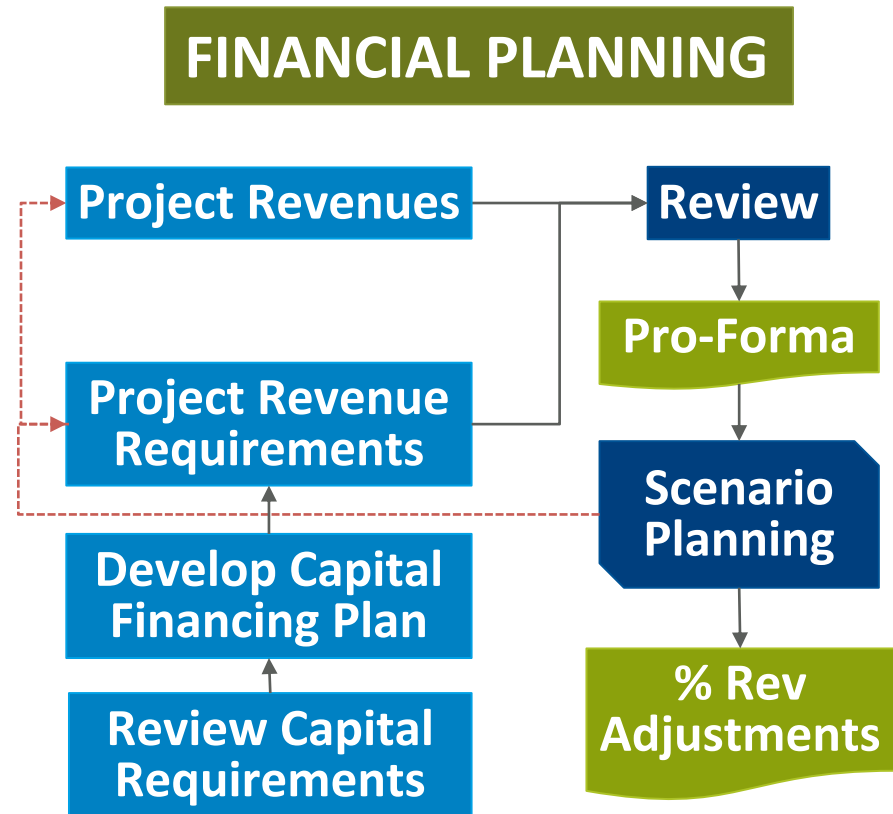 FINANCIAL PLANNING
Project Revenues
Review
Pro-Forma
Project Revenue
Requirements
Scenario
Planning
Develop Capital
Financing Plan
% Rev
Adjustments
Review Capital
Requirements